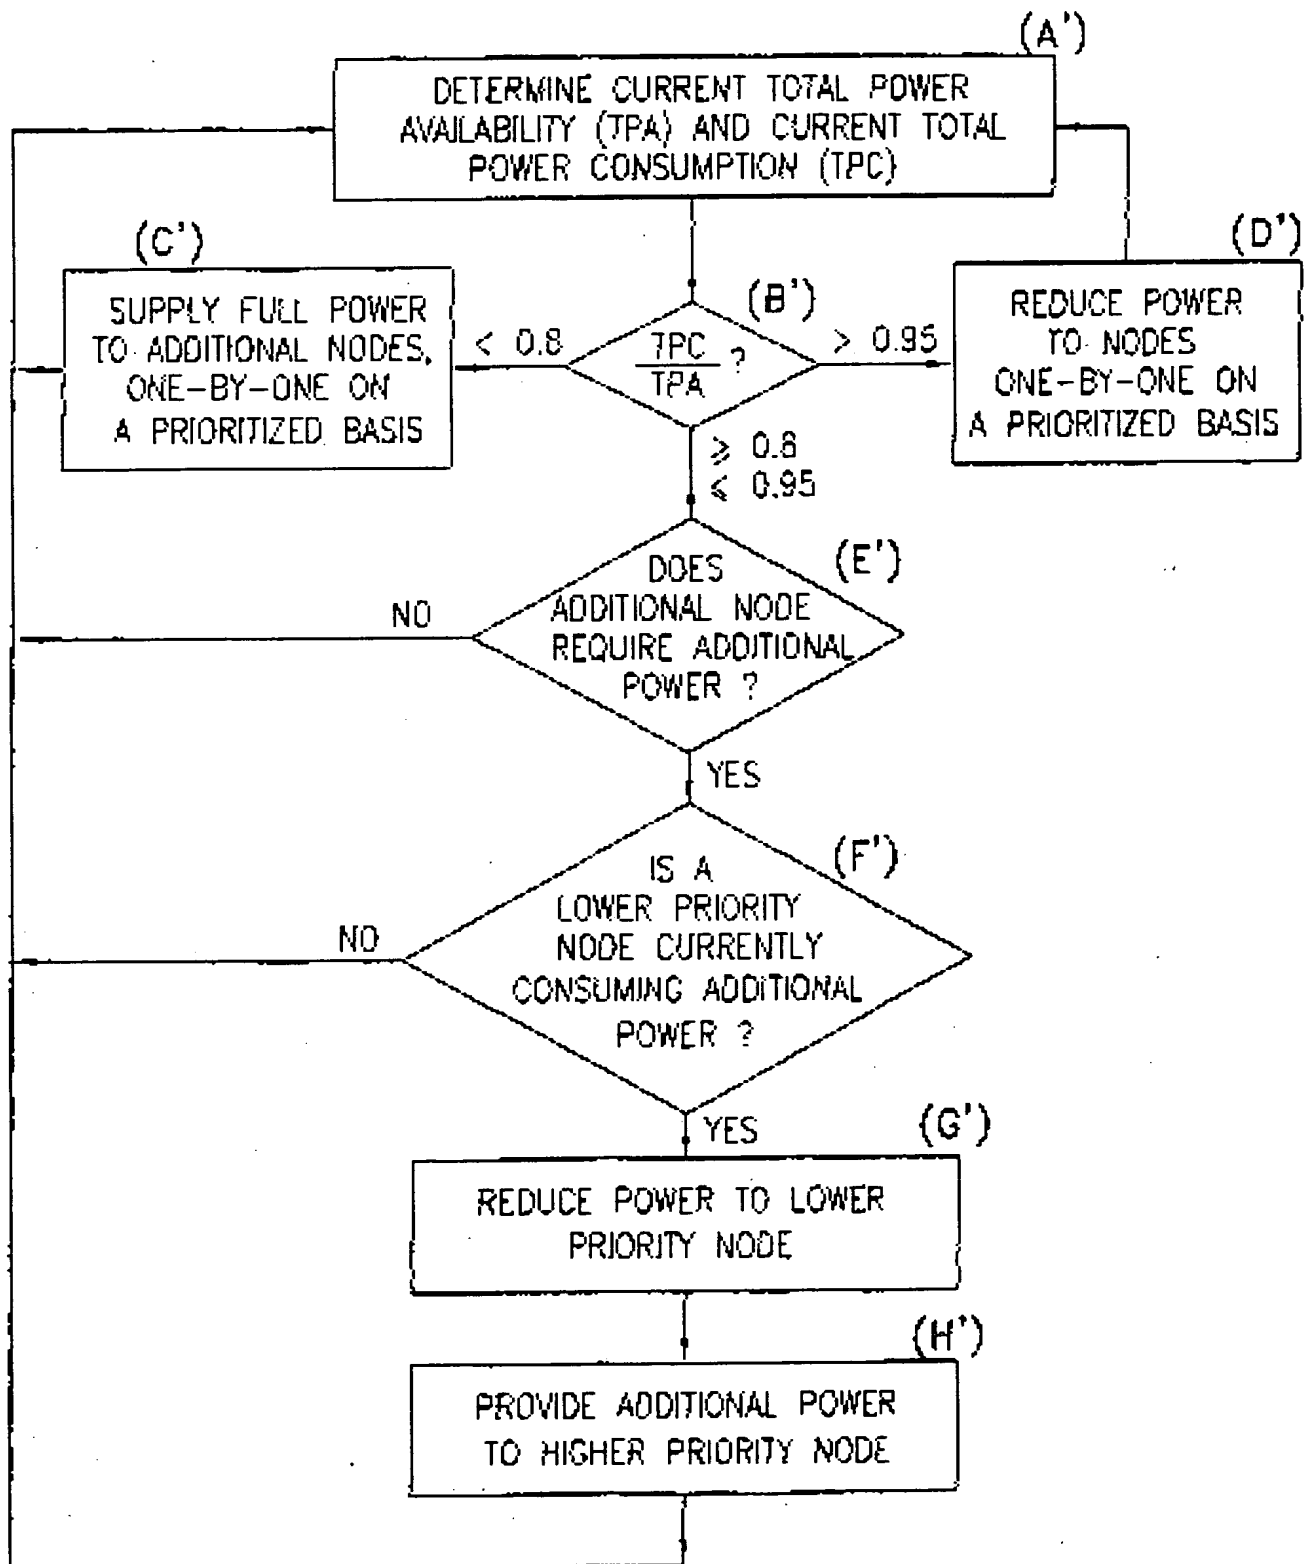 (A')
DETERMINE CURRENT TOTAL POWER
AVAILABILITY (TPA) AND CURRENT TOTAL
POWER CONSUMPTION (TPC)
(C')
SUPPLY FULL POWER
TO ADDITIONAL NODES,
ONE-BY-ONE ON
A PRIORITIZED BASIS
< 0.8
(B')
TPC
TPA
?
> 0.95
(D')
REDUCE POWER
TO NODES
ONE-BY-ONE ON
A PRIORITIZED BASIS
≥ 0.8
≤ 0.95
(E')
DOES
ADDITIONAL NODE
REQUIRE ADDITIONAL
POWER ?
NO
YES
(F')
IS A
LOWER PRIORITY
NODE CURRENTLY
CONSUMING ADDITIONAL
POWER ?
NO
YES
(G')
REDUCE POWER TO LOWER
PRIORITY NODE
(H')
PROVIDE ADDITIONAL POWER
TO HIGHER PRIORITY NODE